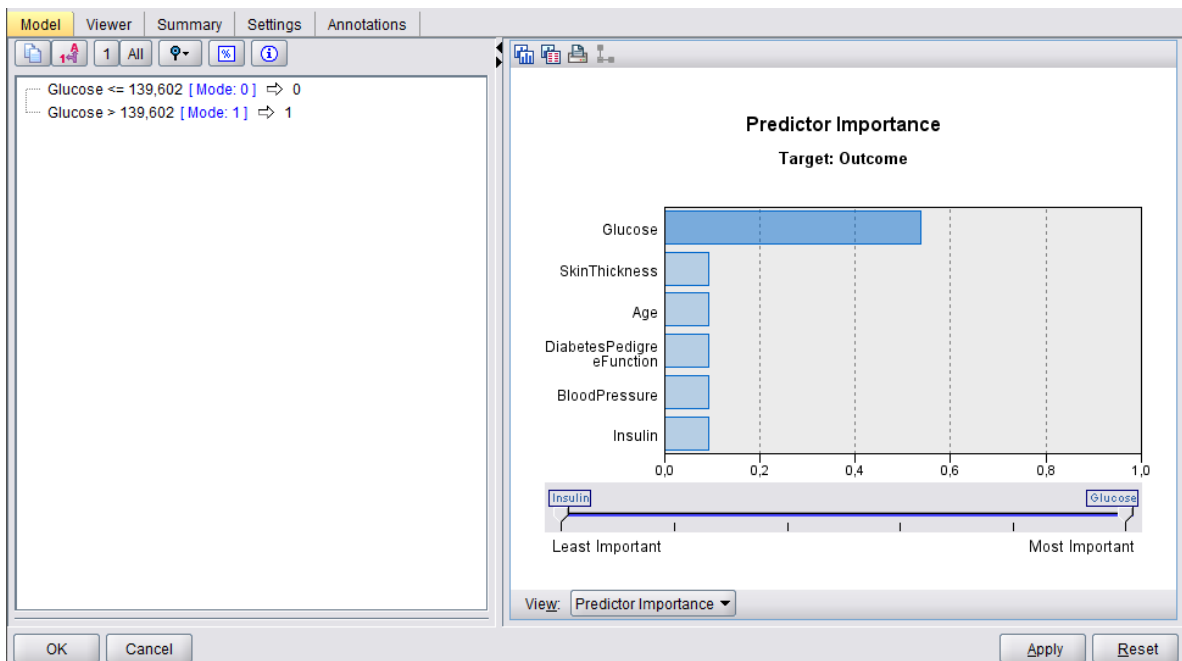 Model Viewer Summary Settings Annotations
1 All
Glucose <= 139,602 [ Mode: 0 ] ⇨ 0
Glucose > 139,602 [ Mode: 1 ] ⇨ 1
Predictor Importance
Target: Outcome
Glucose
SkinThickness
Age
DiabetesPedigre
eFunction
BloodPressure
Insulin
0,0 0,2 0,4 0,6 0,8 1,0
Insulin Glucose
Least Important Most Important
View: Predictor Importance
OK Cancel Apply Reset